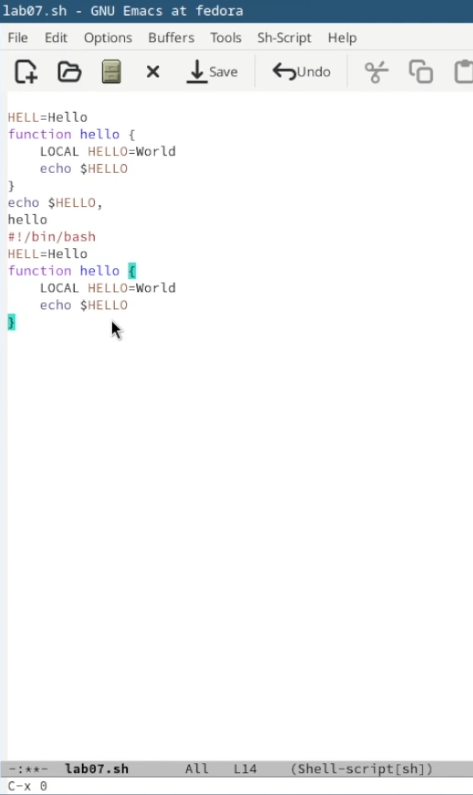 lab07.sh - GNU Emacs at fedora
File Edit Options Buffers Tools Sh-Script Help
Save Undo
HELL=Hello
function hello {
    LOCAL HELLO=World
    echo $HELLO
}
echo $HELLO,
hello
#!/bin/bash
HELL=Hello
function hello {
    LOCAL HELLO=World
    echo $HELLO
}
-:**- lab07.sh All L14 (Shell-script[sh])
C-x 0